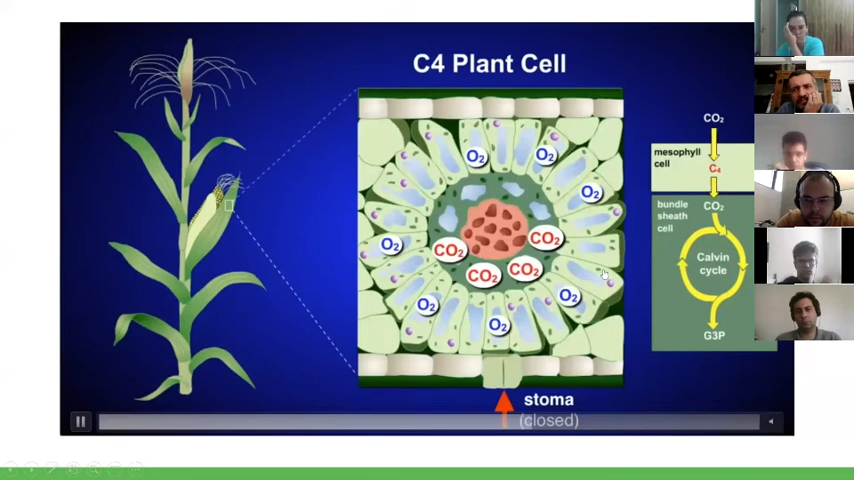 C4 Plant Cell
O₂
O₂
O₂
O₂
O₂
O₂
O₂
CO₂
CO₂
CO₂
CO₂
stoma
(closed)
CO₂
mesophyll
cell
C₄
CO₂
bundle
sheath
cell
Calvin
cycle
G3P